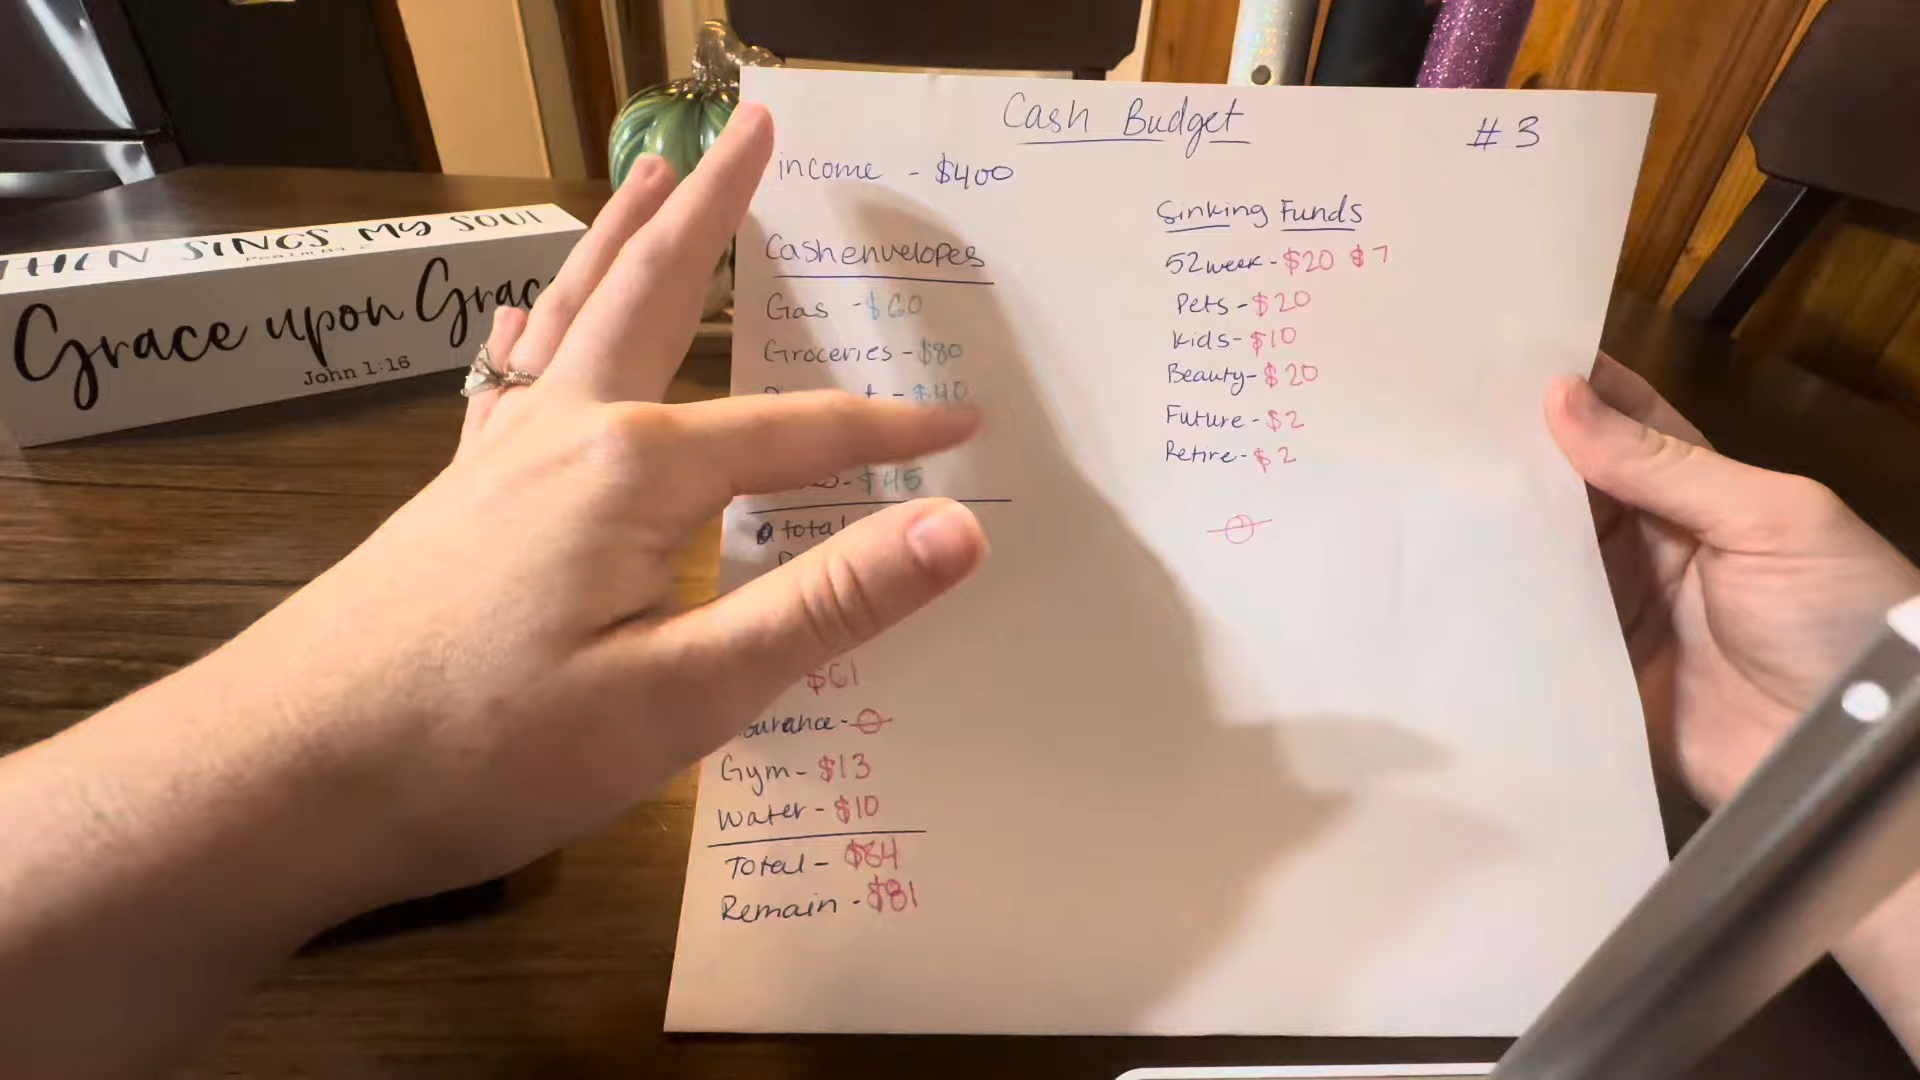 Cash Budget
#3
income - $400
Cash envelopes
Gas - $60
Groceries - $80
- $40
- $45
total
$61
Gym - $13
Water - $10
Total - $84
Remain - $81
Sinking Funds
52 week - $20 $7
Pets - $20
Kids - $10
Beauty - $20
Future - $2
Retire - $2
THEN SINGS MY SOUL
Grace upon Grac
John 1:16